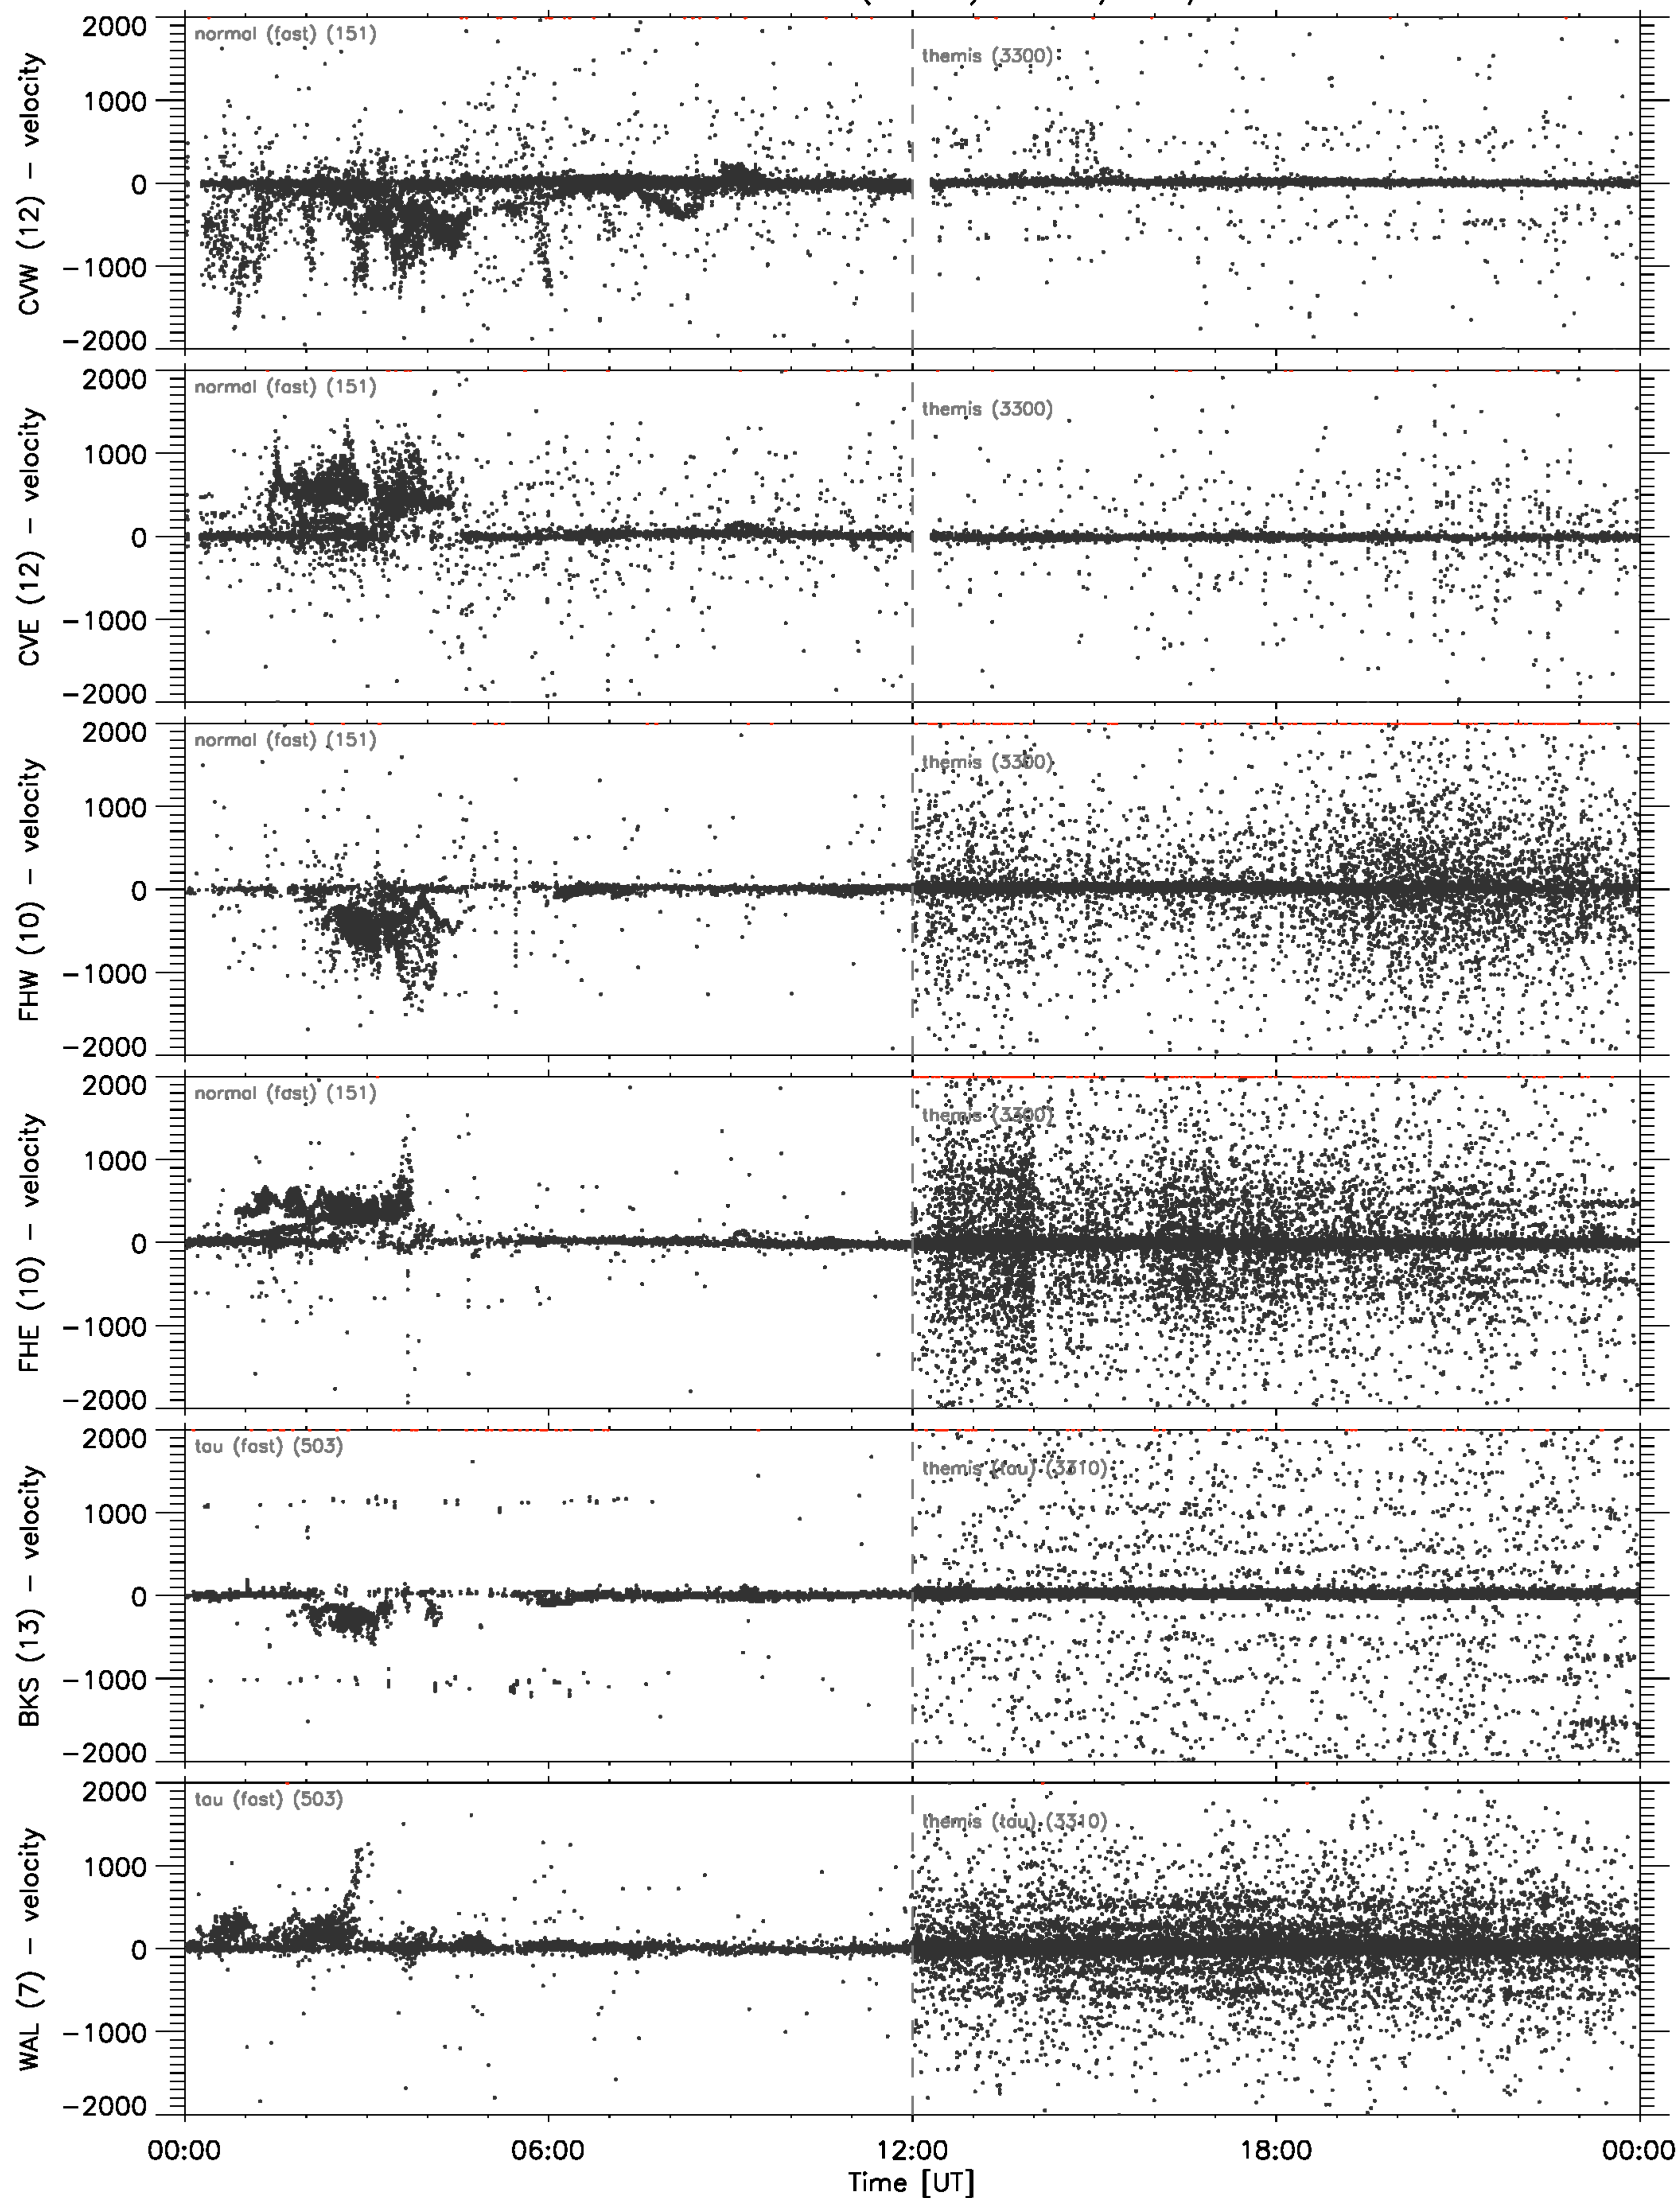 CVW (12) – velocity
2000
1000
0
−1000
−2000
normal (fast) (151)
themis (3300)
CVE (12) – velocity
2000
1000
0
−1000
−2000
normal (fast) (151)
themis (3300)
FHW (10) – velocity
2000
1000
0
−1000
−2000
normal (fast) (151)
themis (3300)
FHE (10) – velocity
2000
1000
0
−1000
−2000
normal (fast) (151)
themis (3300)
BKS (13) – velocity
2000
1000
0
−1000
−2000
tau (fast) (503)
themis (tau) (3310)
WAL (7) – velocity
2000
1000
0
−1000
−2000
tau (fast) (503)
themis (tau) (3310)
00:00 06:00 12:00 18:00 00:00
Time [UT]